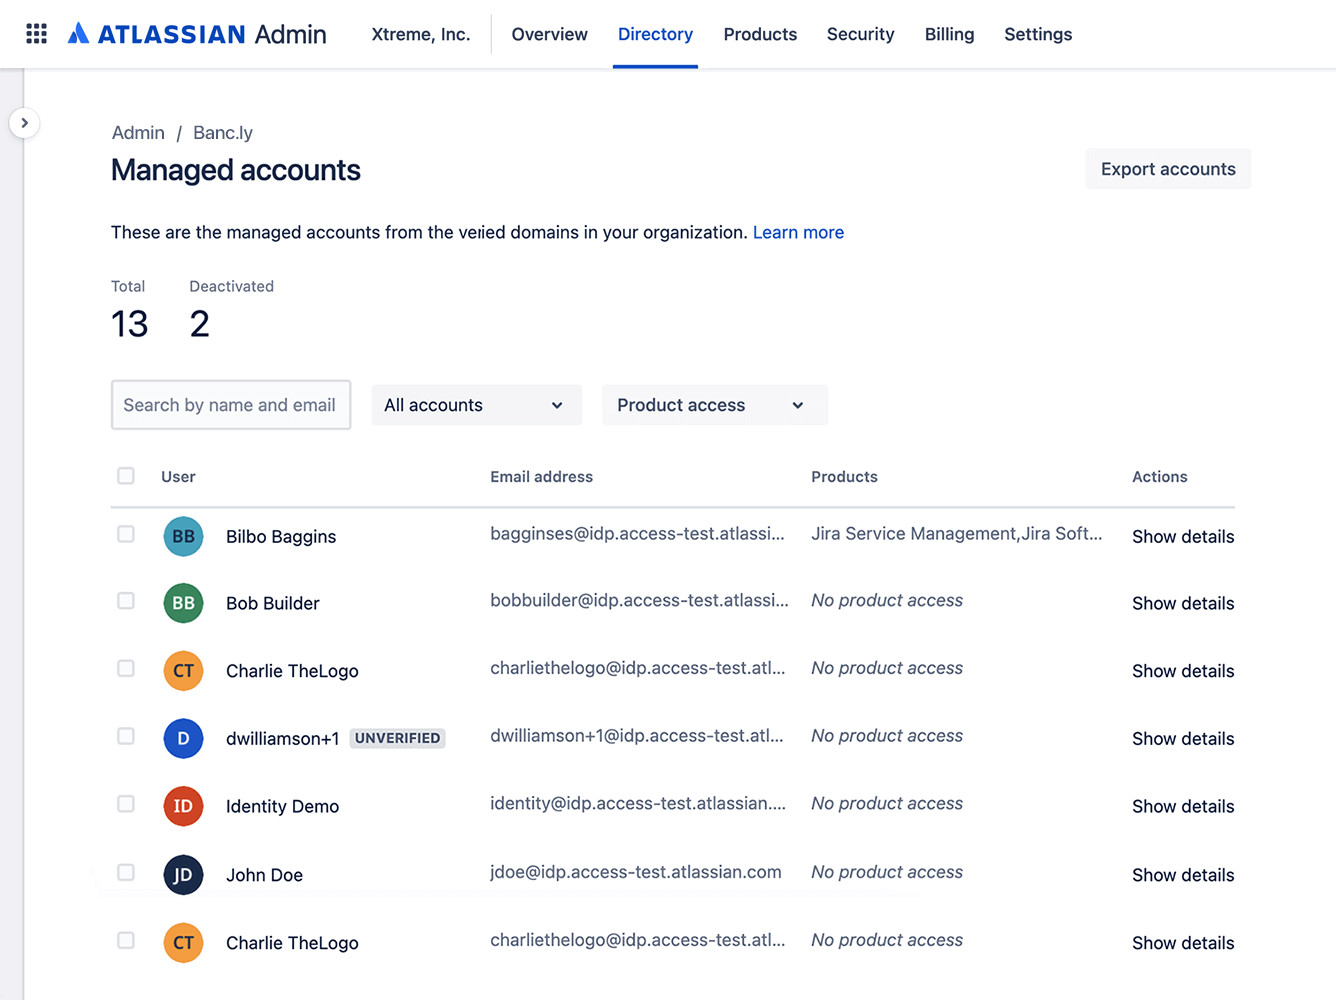 ATLASSIAN Admin Xtreme, Inc. Overview Directory Products Security Billing Settings
Admin / Banc.ly
Managed accounts
Export accounts
These are the managed accounts from the veried domains in your organization. Learn more
Total Deactivated
13 2
Search by name and email All accounts Product access
User Email address Products Actions
BB Bilbo Baggins bagginses@idp.access-test.atlassi... Jira Service Management,Jira Soft... Show details
BB Bob Builder bobbuilder@idp.access-test.atlassi... No product access Show details
CT Charlie TheLogo charliethelogo@idp.access-test.atl... No product access Show details
D dwilliamson+1 UNVERIFIED dwilliamson+1@idp.access-test.atl... No product access Show details
ID Identity Demo identity@idp.access-test.atlassian.... No product access Show details
JD John Doe jdoe@idp.access-test.atlassian.com No product access Show details
CT Charlie TheLogo charliethelogo@idp.access-test.atl... No product access Show details